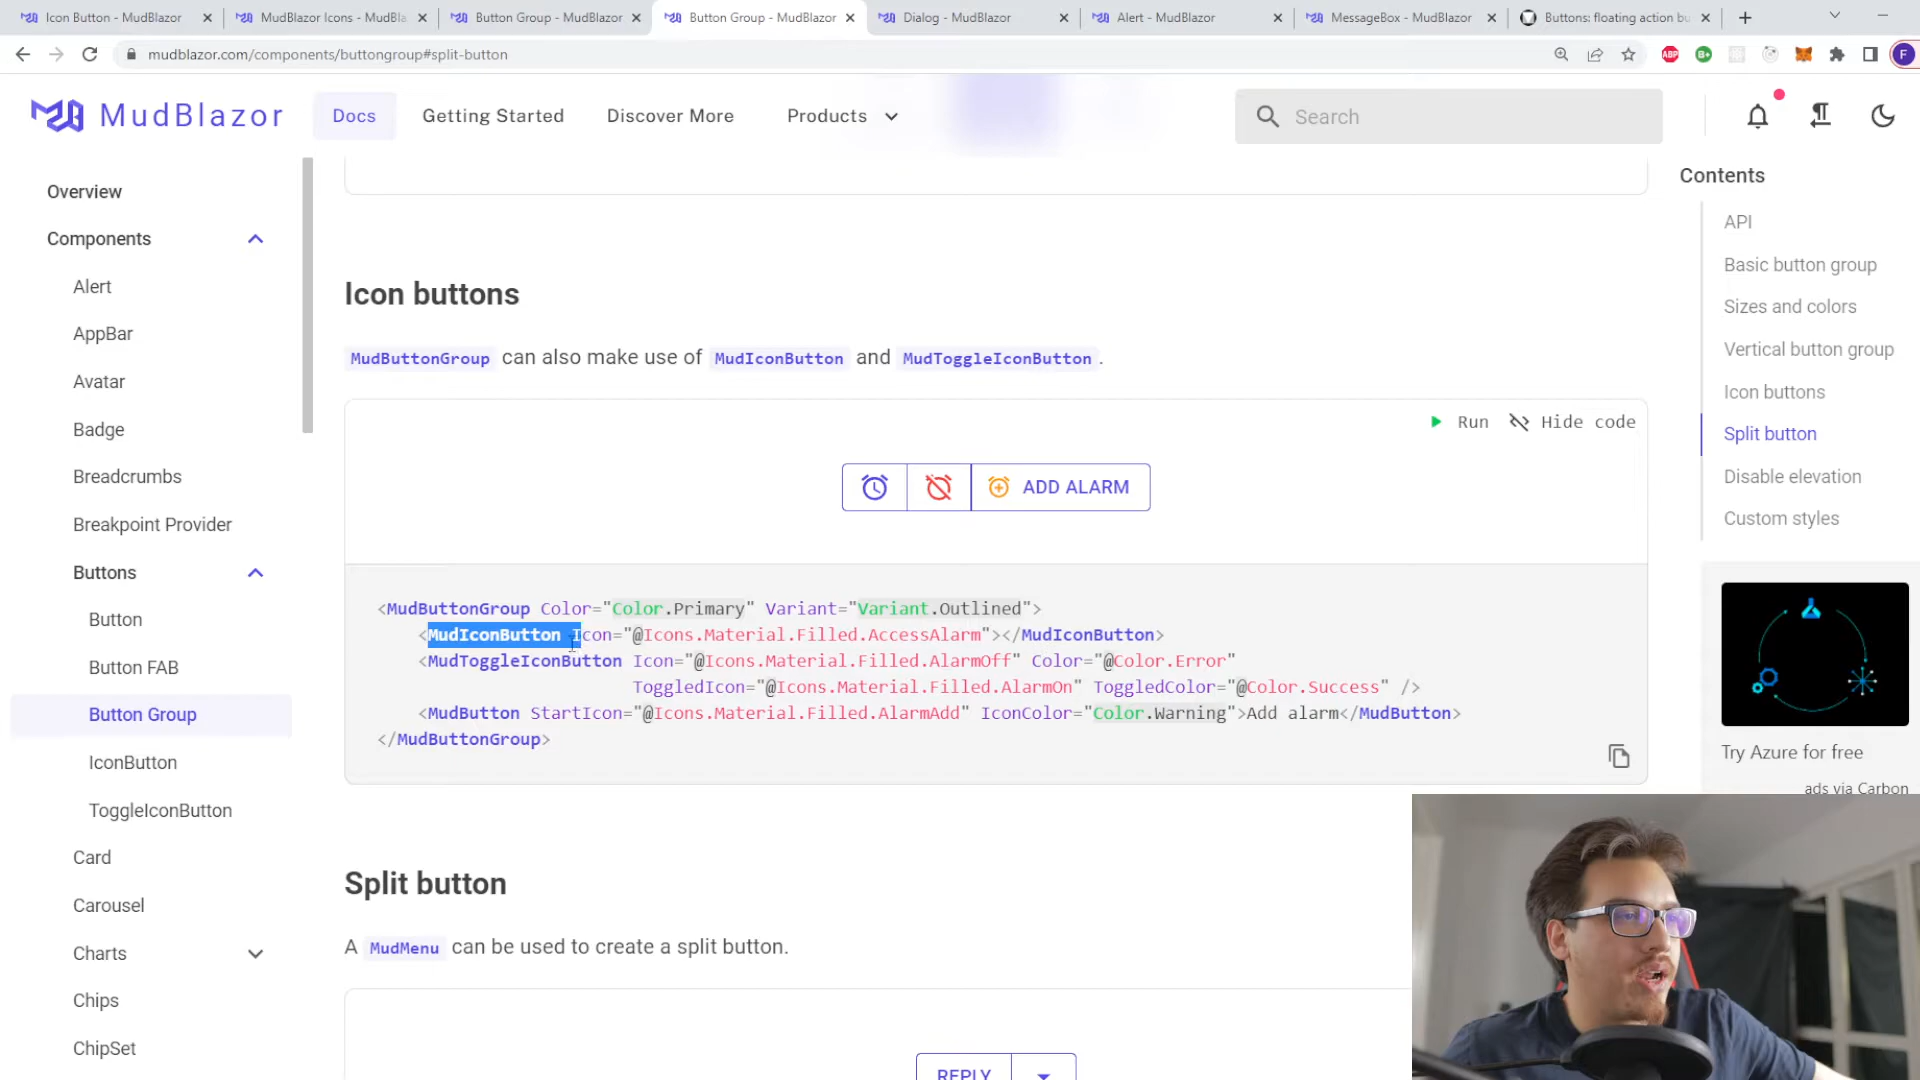 Icon Button - MudBlazor
MudBlazor Icons - MudBla
Button Group - MudBlazor
Button Group - MudBlazor
Dialog - MudBlazor
Alert - MudBlazor
MessageBox - MudBlazor
Buttons: floating action bu
mudblazor.com/components/buttongroup#split-button
ABP
B+
F
MudBlazor
Docs
Getting Started
Discover More
Products
Search
Overview
Components
Alert
AppBar
Avatar
Badge
Breadcrumbs
Breakpoint Provider
Buttons
Button
Button FAB
Button Group
IconButton
ToggleIconButton
Card
Carousel
Charts
Chips
ChipSet
Icon buttons
MudButtonGroup can also make use of MudIconButton and MudToggleIconButton.
Run
Hide code
ADD ALARM
<MudButtonGroup Color="Color.Primary" Variant="Variant.Outlined">
<MudIconButton Icon="@Icons.Material.Filled.AccessAlarm"></MudIconButton>
<MudToggleIconButton Icon="@Icons.Material.Filled.AlarmOff" Color="@Color.Error"
ToggledIcon="@Icons.Material.Filled.AlarmOn" ToggledColor="@Color.Success" />
<MudButton StartIcon="@Icons.Material.Filled.AlarmAdd" IconColor="Color.Warning">Add alarm</MudButton>
</MudButtonGroup>
Split button
A MudMenu can be used to create a split button.
REPLY
Contents
API
Basic button group
Sizes and colors
Vertical button group
Icon buttons
Split button
Disable elevation
Custom styles
Try Azure for free
ads via Carbon